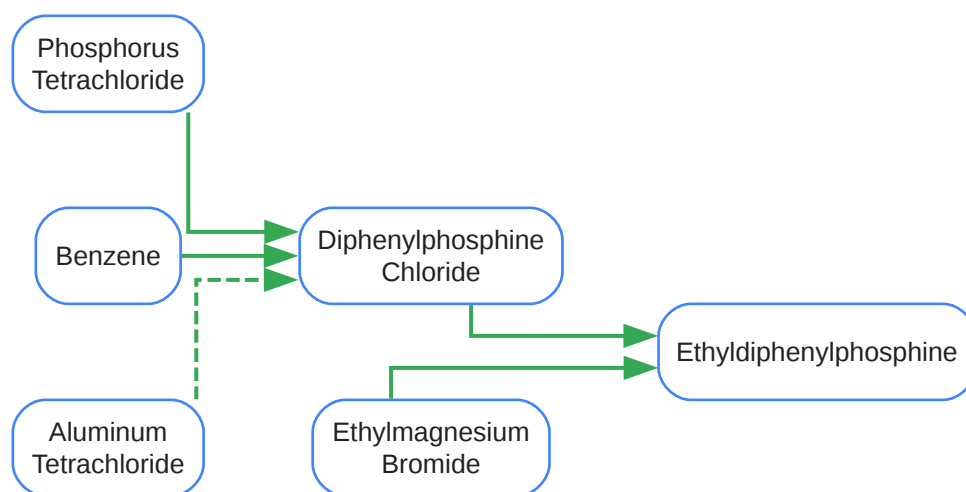 Phosphorus
Tetrachloride
Benzene
Diphenylphosphine
Chloride
Ethyldiphenylphosphine
Aluminum
Tetrachloride
Ethylmagnesium
Bromide